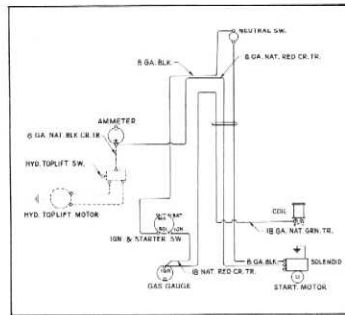 NEUTRAL SW.
8 GA. BLK.
8 GA. NAT. RED CR. TR.
AMMETER
6 GA. NAT. BLK CR. TR.
HYD. TOPLIFT SW.
HYD. TOPLIFT MOTOR
IGN & STARTER SW.
COIL
18 GA. NAT. GRN. TR.
18 NAT. RED CR. TR.
GAS GAUGE
8 GA. BLK.
SOLENOID
START. MOTOR